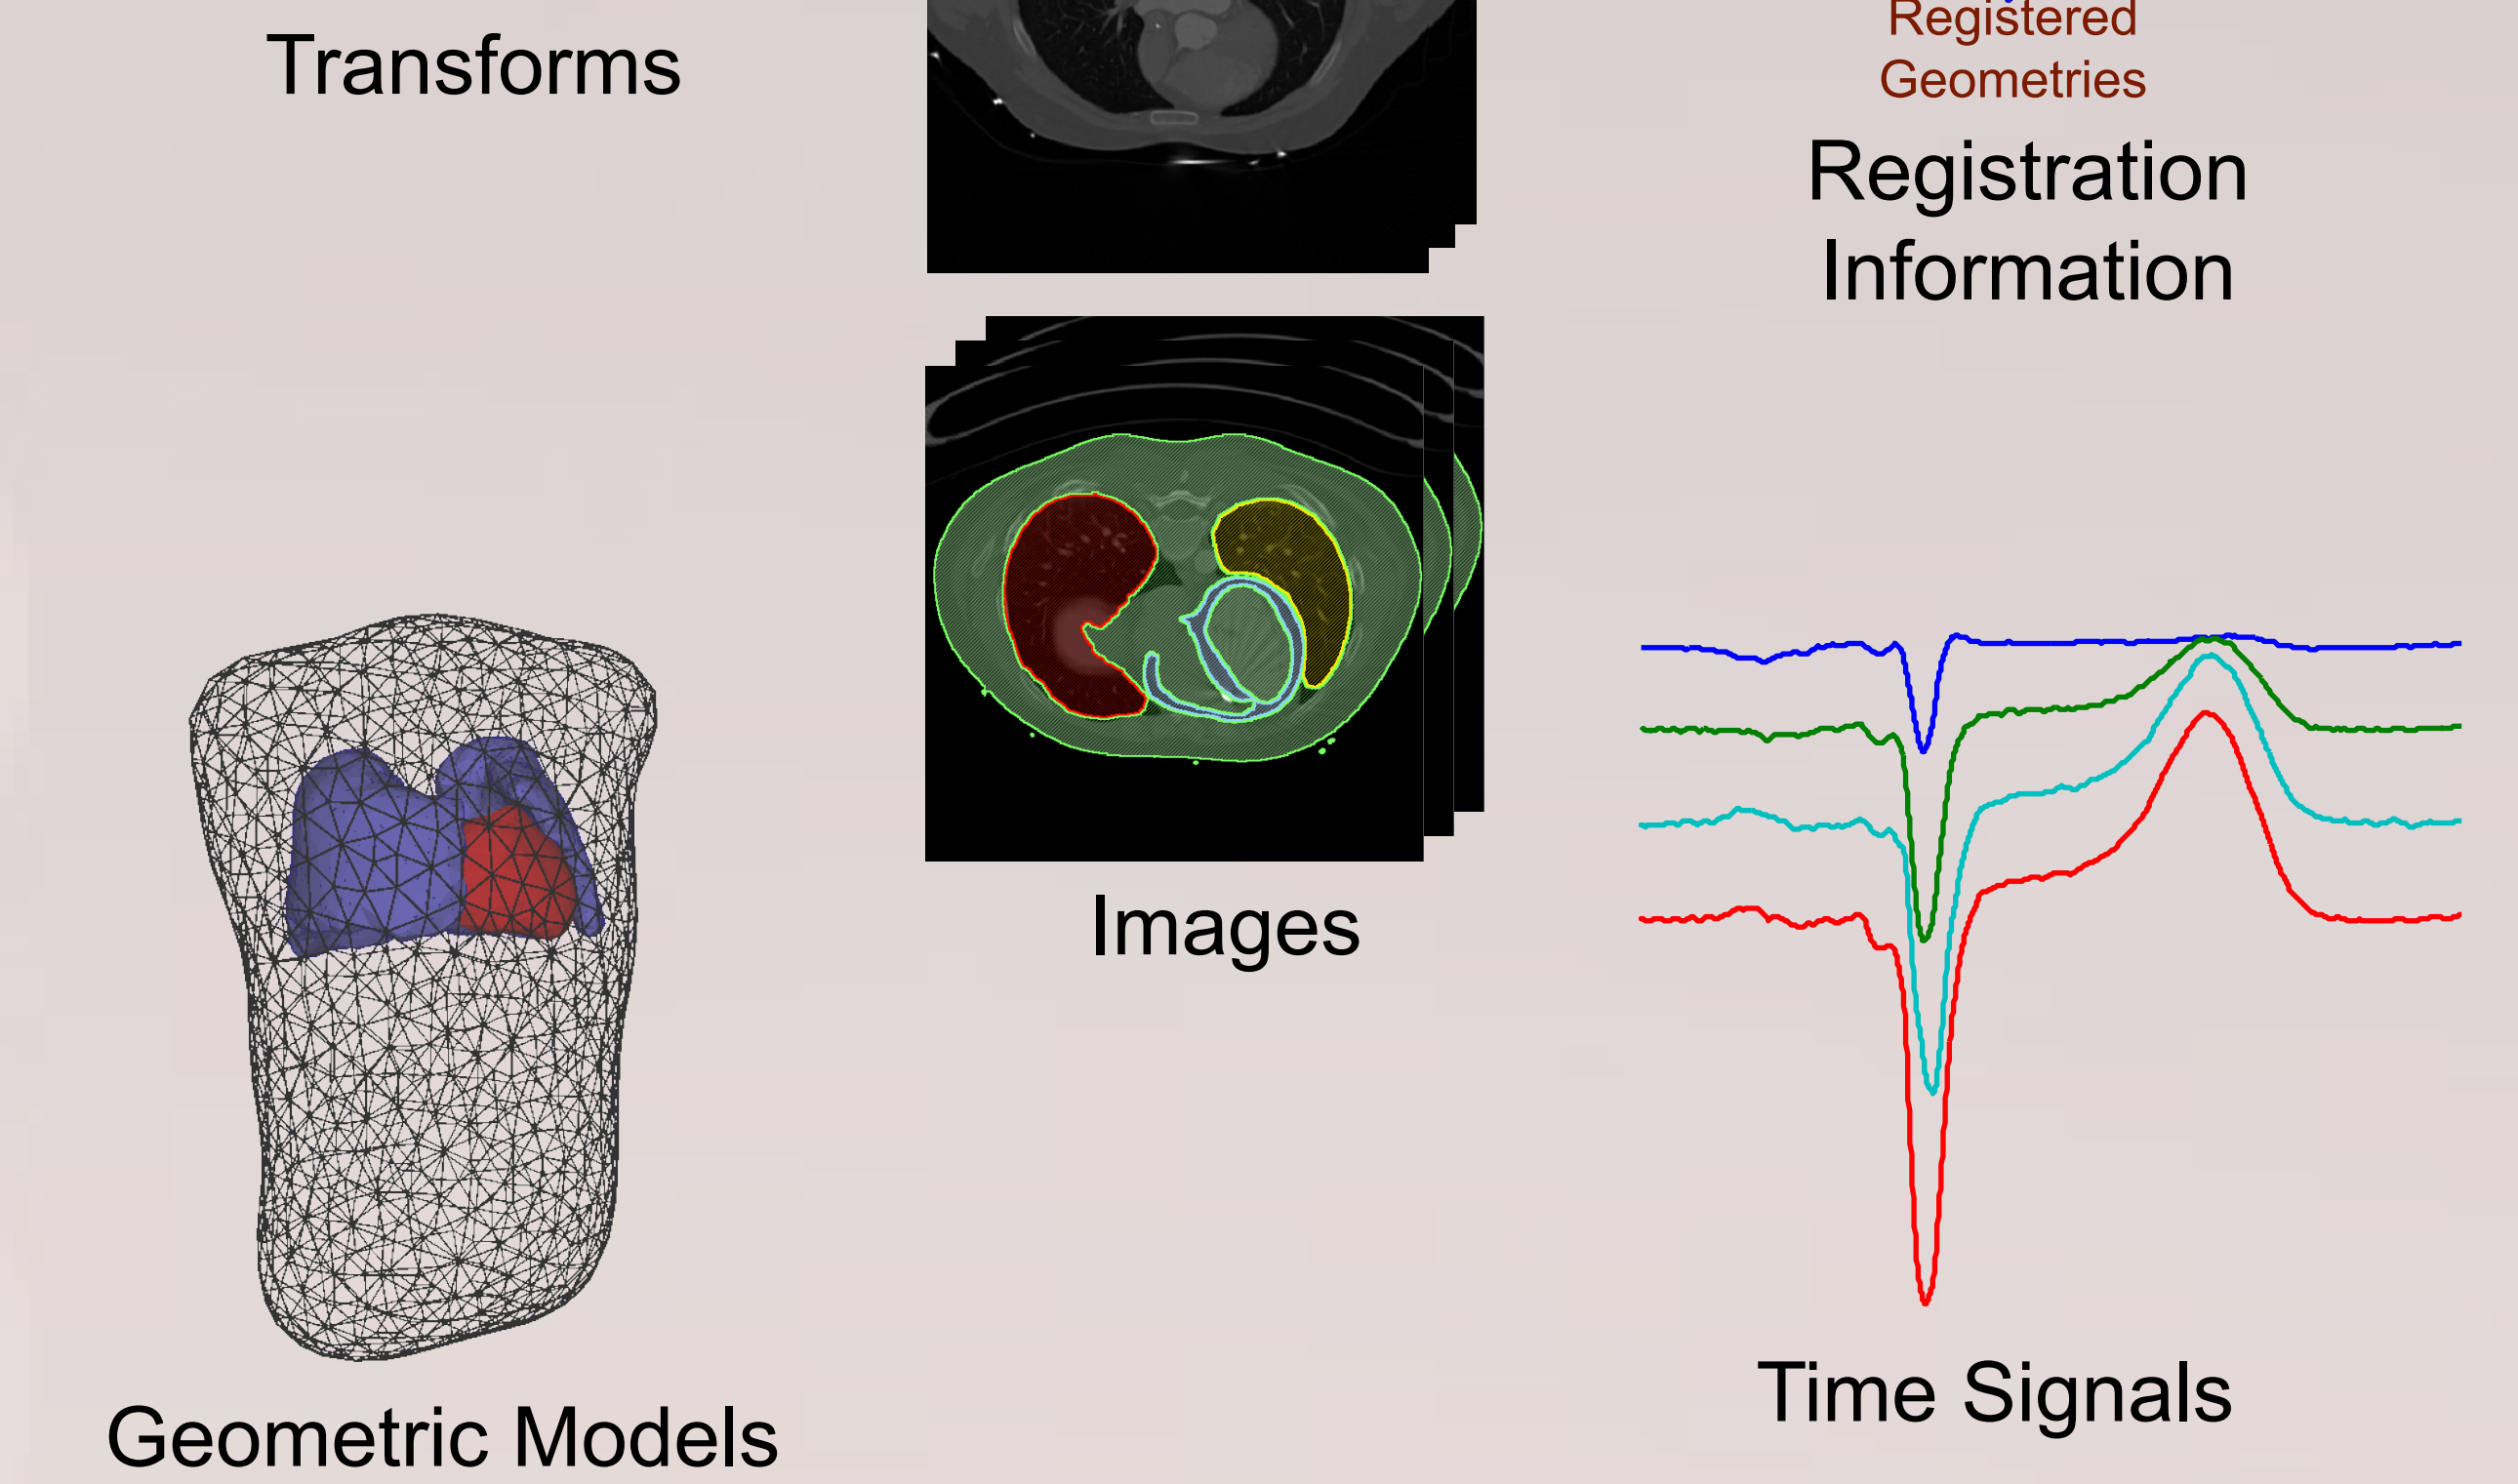 Transforms
Registered
Geometries
Registration
Information
Images
Time Signals
Geometric Models